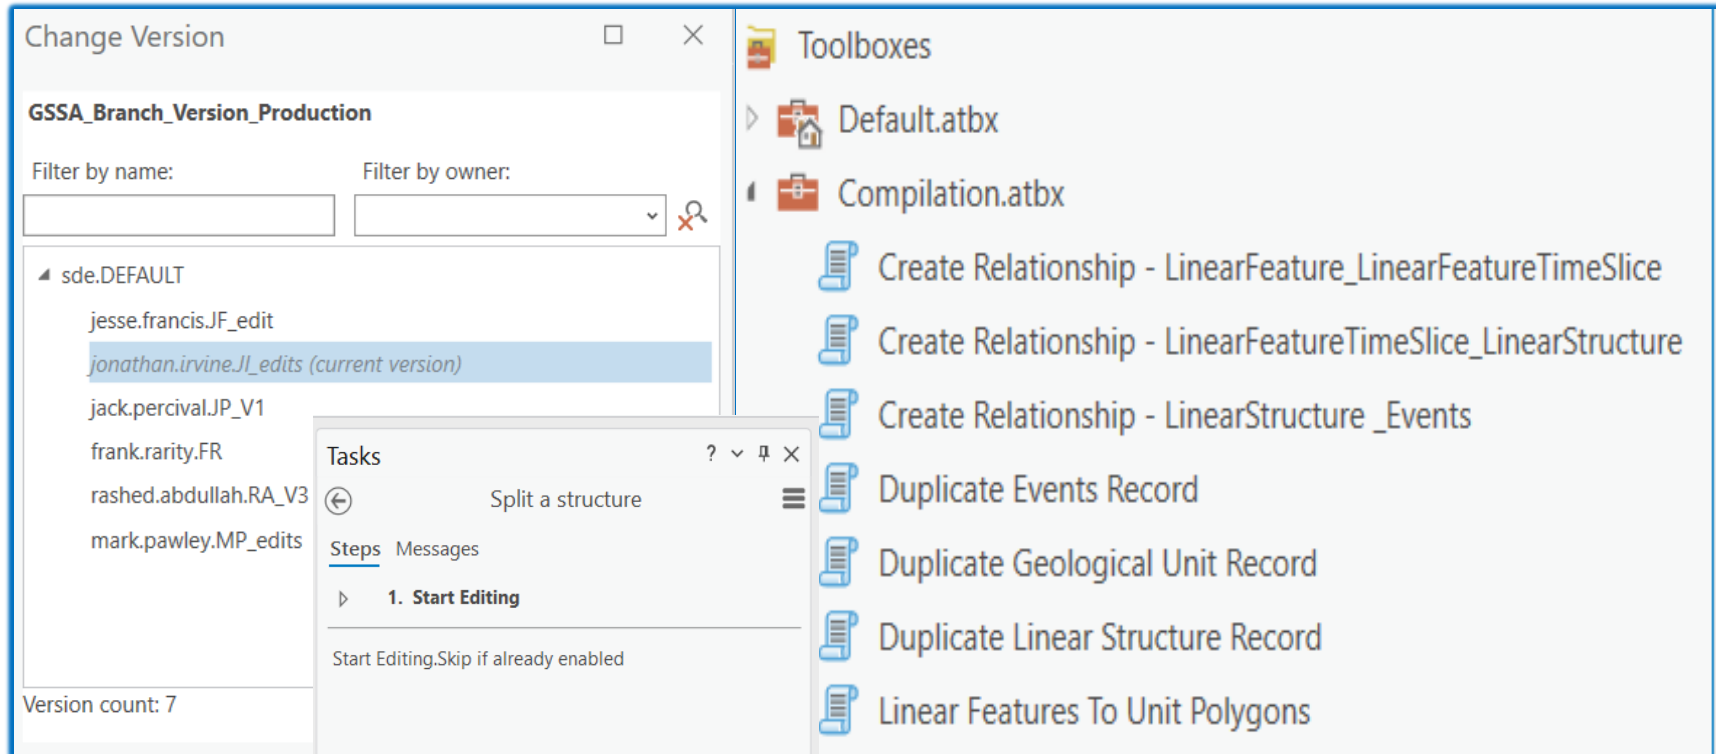 Change Version
GSSA_Branch_Version_Production
Filter by name:
Filter by owner:
sde.DEFAULT
jesse.francis.JF_edit
jonathan.irvine.JI_edits (current version)
jack.percival.JP_V1
frank.rarity.FR
rashed.abdullah.RA_V3
mark.pawley.MP_edits
Version count: 7
Tasks
?
Split a structure
Steps Messages
1. Start Editing
Start Editing.Skip if already enabled
Toolboxes
Default.atbx
Compilation.atbx
Create Relationship - LinearFeature_LinearFeatureTimeSlice
Create Relationship - LinearFeatureTimeSlice_LinearStructure
Create Relationship - LinearStructure _Events
Duplicate Events Record
Duplicate Geological Unit Record
Duplicate Linear Structure Record
Linear Features To Unit Polygons